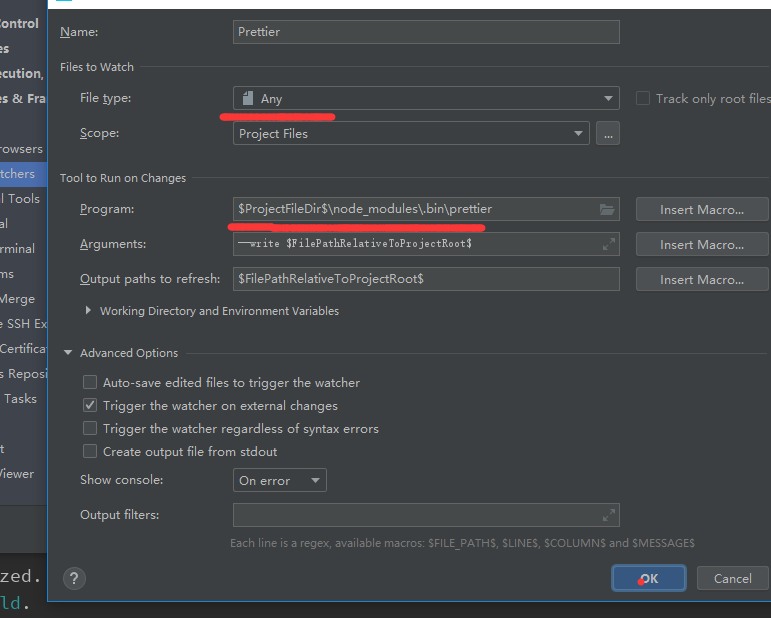 Control
Name:
Prettier
es
Files to Watch
ecution,
File type:
Any
Track only root files
es & Fra
Scope:
Project Files
...
rowsers
tchers
Tool to Run on Changes
l Tools
Program:
$ProjectFileDir$\node_modules\.bin\prettier
Insert Macro...
al
Arguments:
--write $FilePathRelativeToProjectRoot$
Insert Macro...
rminal
ms
Output paths to refresh:
$FilePathRelativeToProjectRoot$
Insert Macro...
Merge
Working Directory and Environment Variables
e SSH Ex
Certifica
Advanced Options
s Reposi
Auto-save edited files to trigger the watcher
Tasks
Trigger the watcher on external changes
Trigger the watcher regardless of syntax errors
t
Create output file from stdout
Viewer
Show console:
On error
Output filters:
Each line is a regex, available macros: $FILE_PATH$, $LINE$, $COLUMN$ and $MESSAGE$
zed.
?
OK
Cancel
ld.